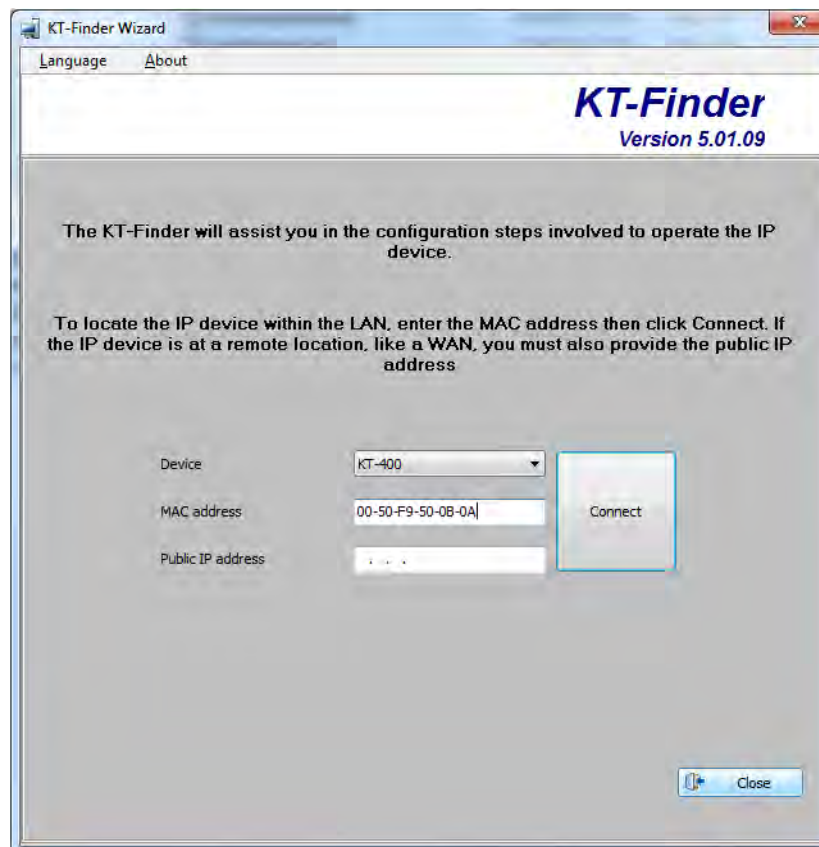 KT-Finder Wizard
Language About
KT-Finder
Version 5.01.09
The KT-Finder will assist you in the configuration steps involved to operate the IP
device.
To locate the IP device within the LAN, enter the MAC address then click Connect. If
the IP device is at a remote location, like a WAN, you must also provide the public IP
address
Device KT-400
MAC address 00-50-F9-50-0B-0A Connect
Public IP address . . .
Close